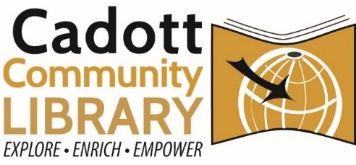 Cadott
Community
LIBRARY
EXPLORE • ENRICH • EMPOWER